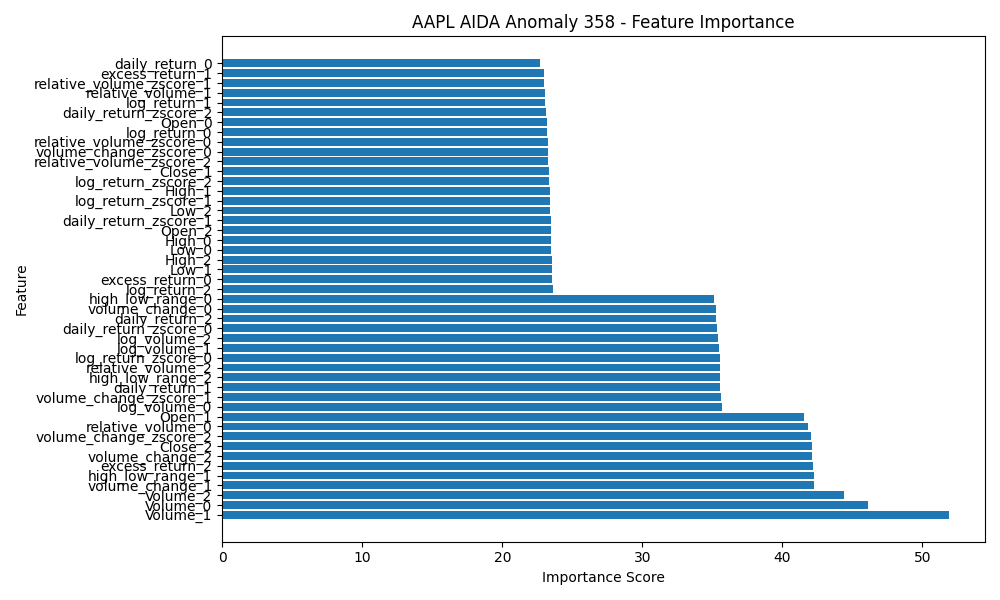 AAPL AIDA Anomaly 358 - Feature Importance
daily_return_0
excess_return_1
relative_volume_zscore_1
relative_volume_1
log_return_1
daily_return_zscore_2
Open_0
log_return_0
relative_volume_zscore_0
volume_change_zscore_0
relative_volume_zscore_2
Close_1
log_return_zscore_2
High_1
log_return_zscore_1
Low_2
daily_return_zscore_1
Open_2
High_0
Low_0
High_2
Low_1
excess_return_0
log_return_2
high_low_range_0
volume_change_0
daily_return_2
daily_return_zscore_0
log_volume_2
log_volume_1
log_return_zscore_0
relative_volume_2
high_low_range_2
daily_return_1
volume_change_zscore_1
log_volume_0
Open_1
relative_volume_0
volume_change_zscore_2
Close_2
volume_change_2
excess_return_2
high_low_range_1
volume_change_1
Volume_2
Volume_0
Volume_1
Feature
0 10 20 30 40 50
Importance Score